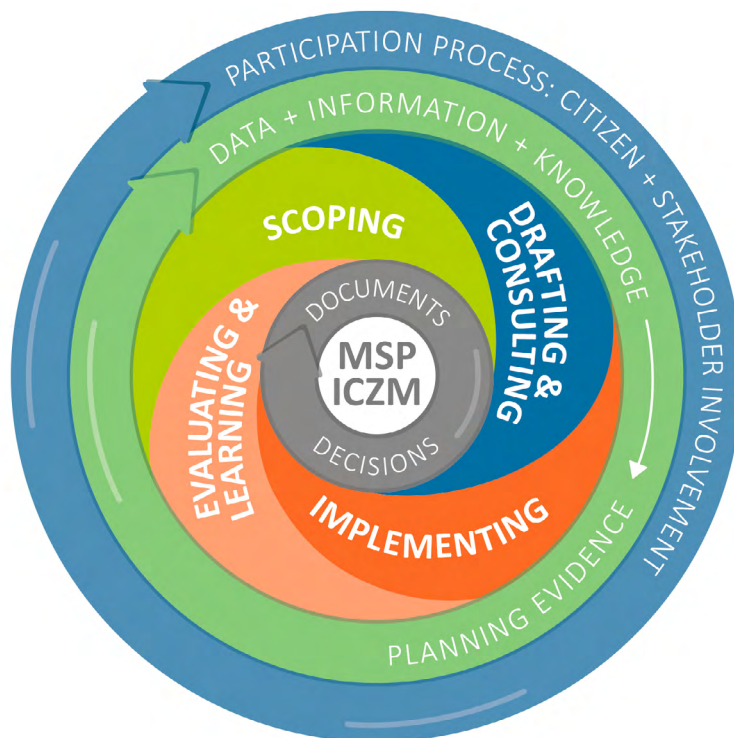 PARTICIPATION PROCESS: CITIZEN + STAKEHOLDER INVOLVEMENT
DATA + INFORMATION + KNOWLEDGE
PLANNING EVIDENCE
SCOPING
DRAFTING &
CONSULTING
IMPLEMENTING
EVALUATING &
LEARNING
DOCUMENTS
DECISIONS
MSP
ICZM